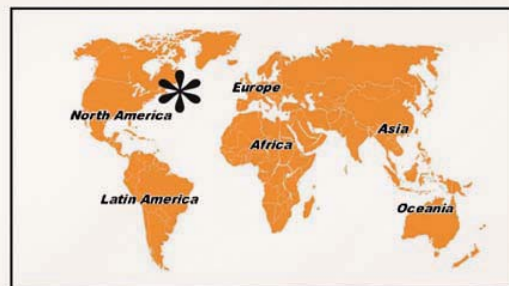 Europe
North America
Asia
Africa
Latin America
Oceania